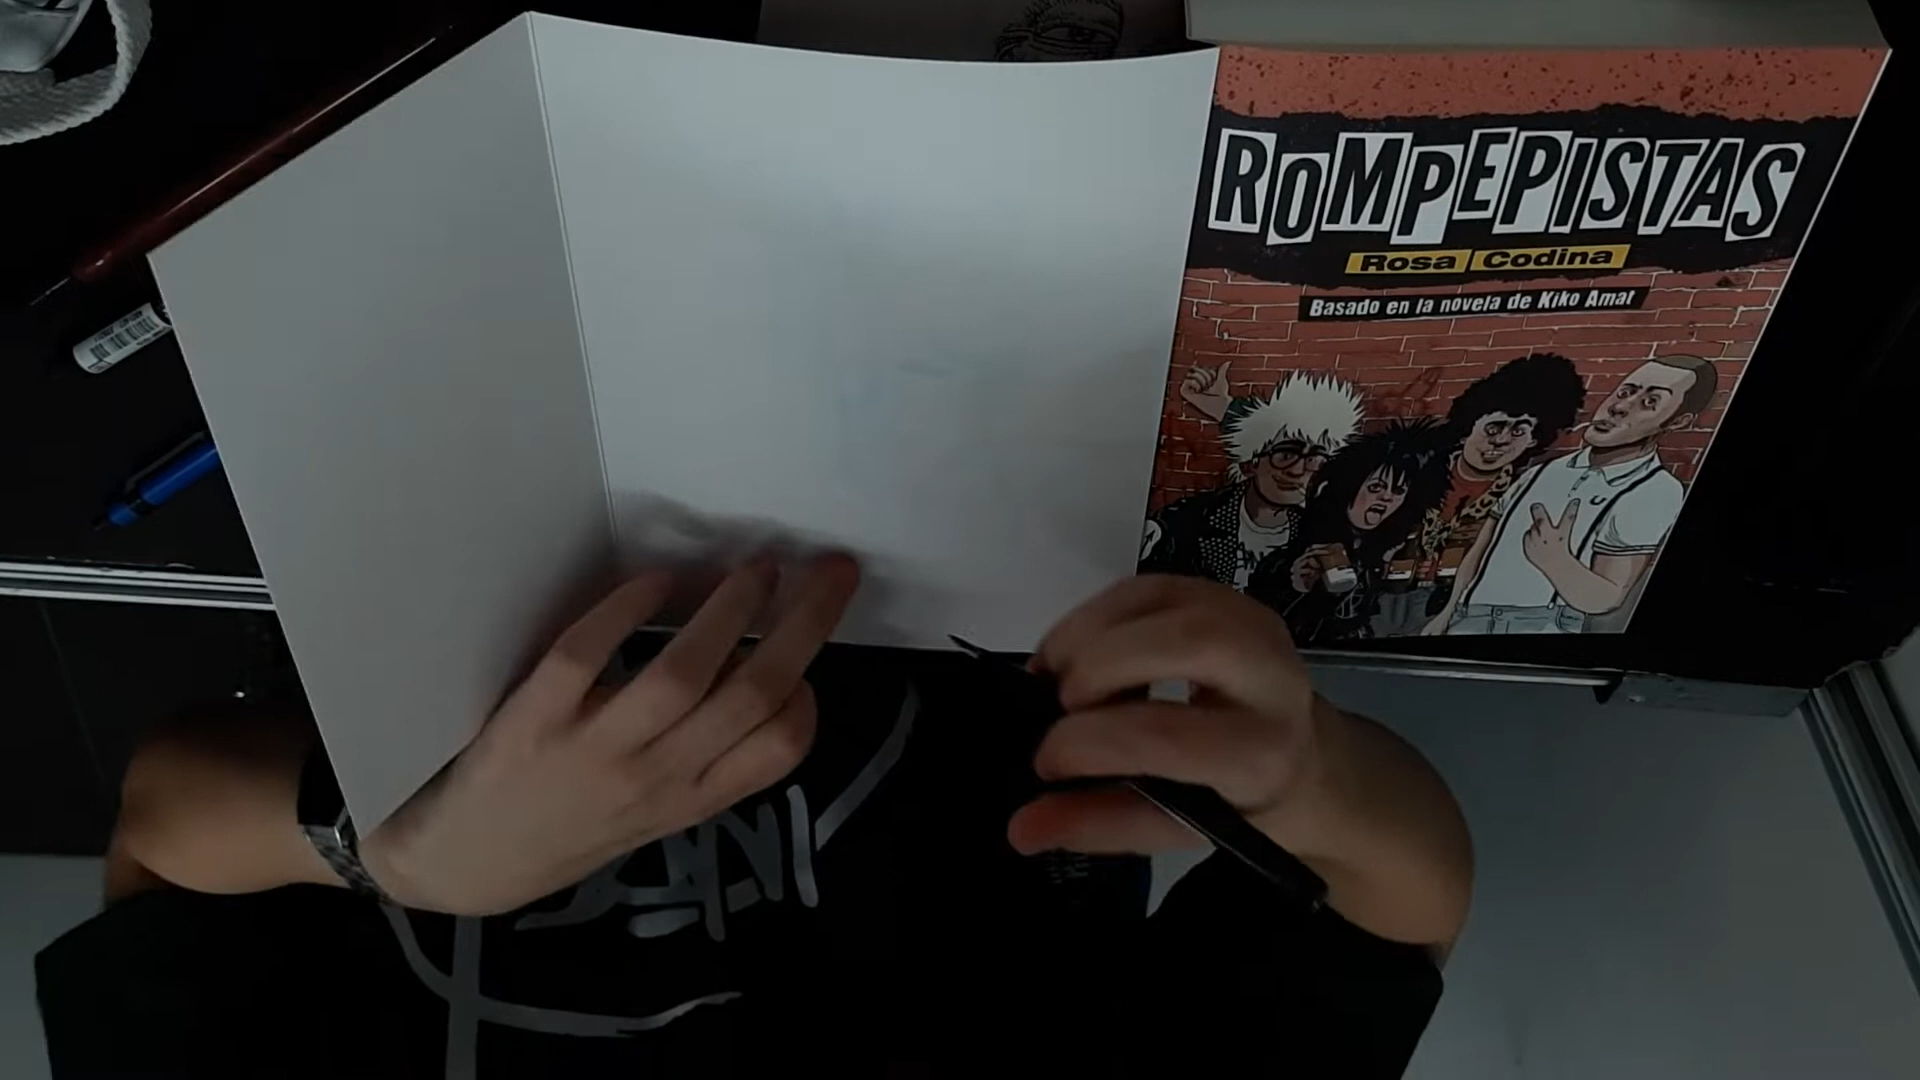 ROMPEPISTAS
Rosa Codina
Basado en la novela de Kiko Amat